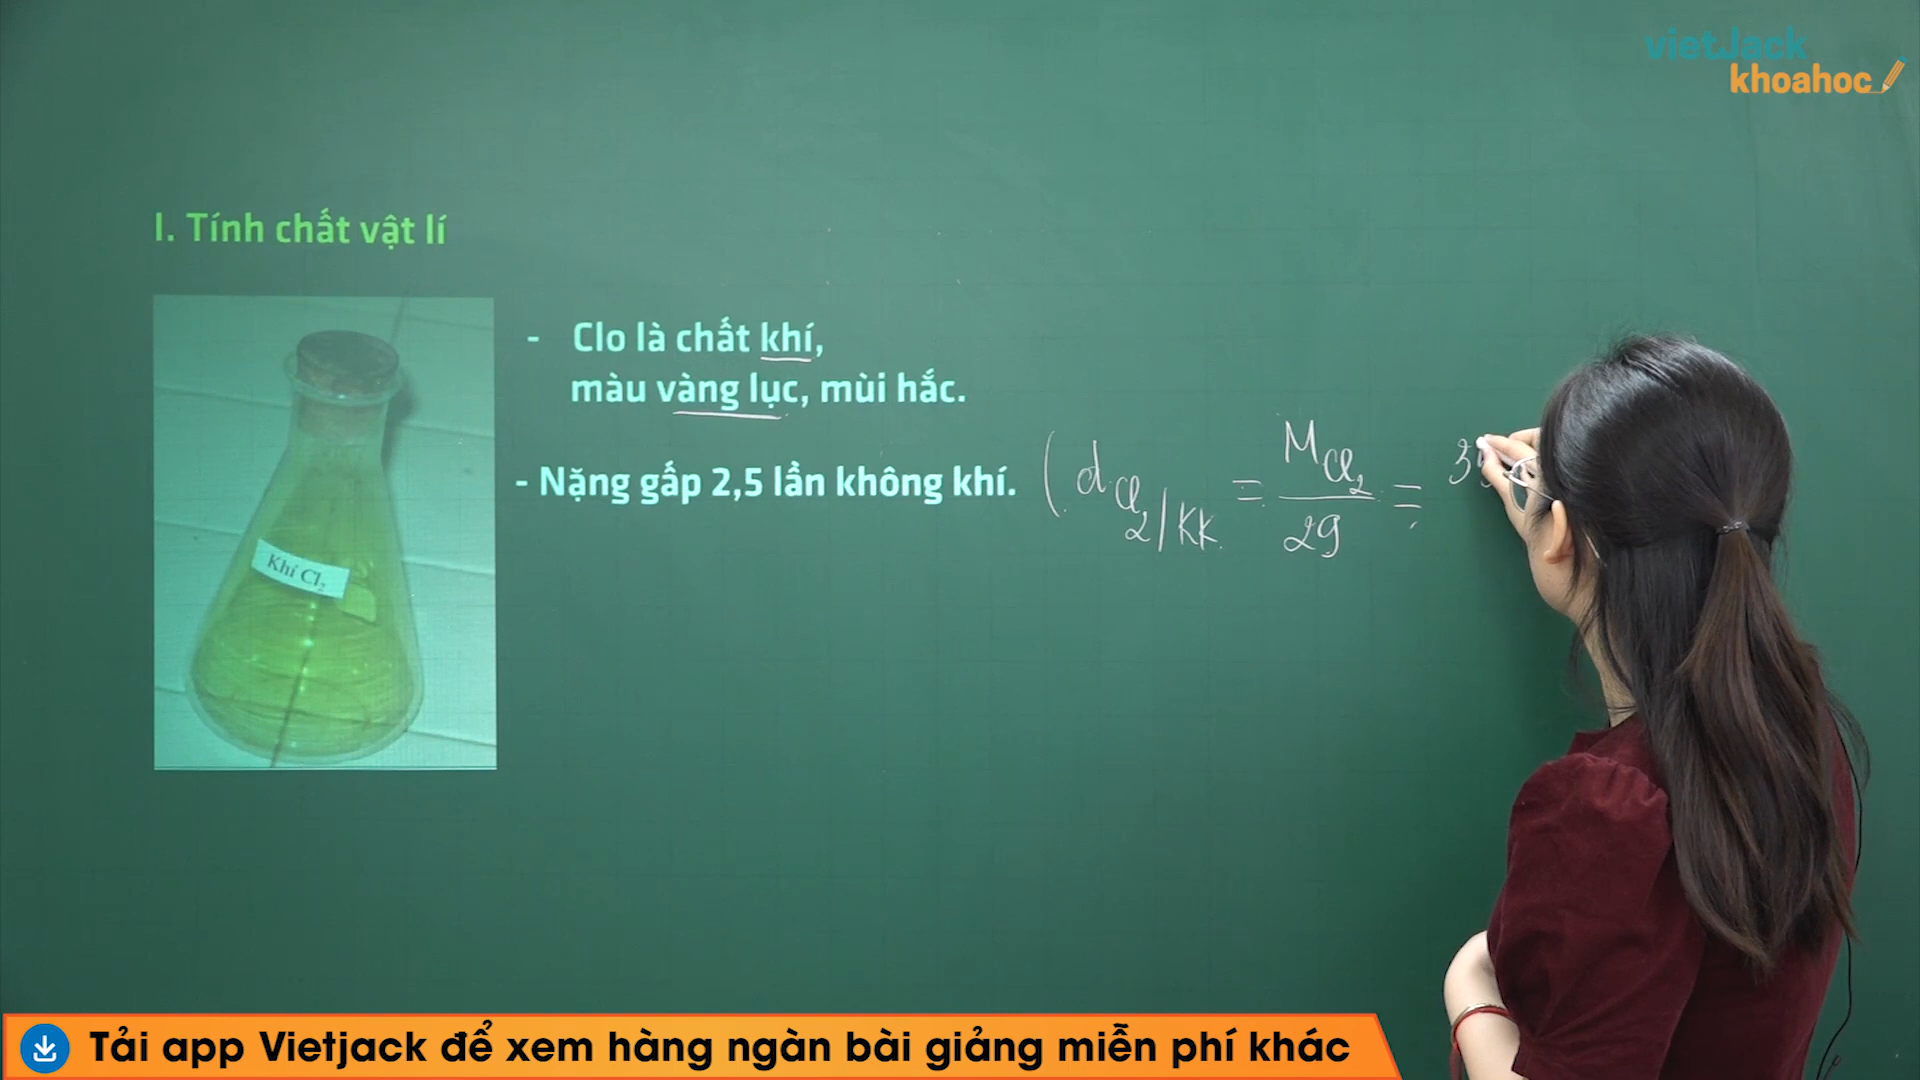 vietJack
khoahoc
I. Tính chất vật lí
- Clo là chất khí,
màu vàng lục, mùi hắc.
- Nặng gấp 2,5 lần không khí.
( d Cl2/KK = M Cl2 / 29 =
Khí Cl2
Tải app Vietjack để xem hàng ngàn bài giảng miễn phí khác